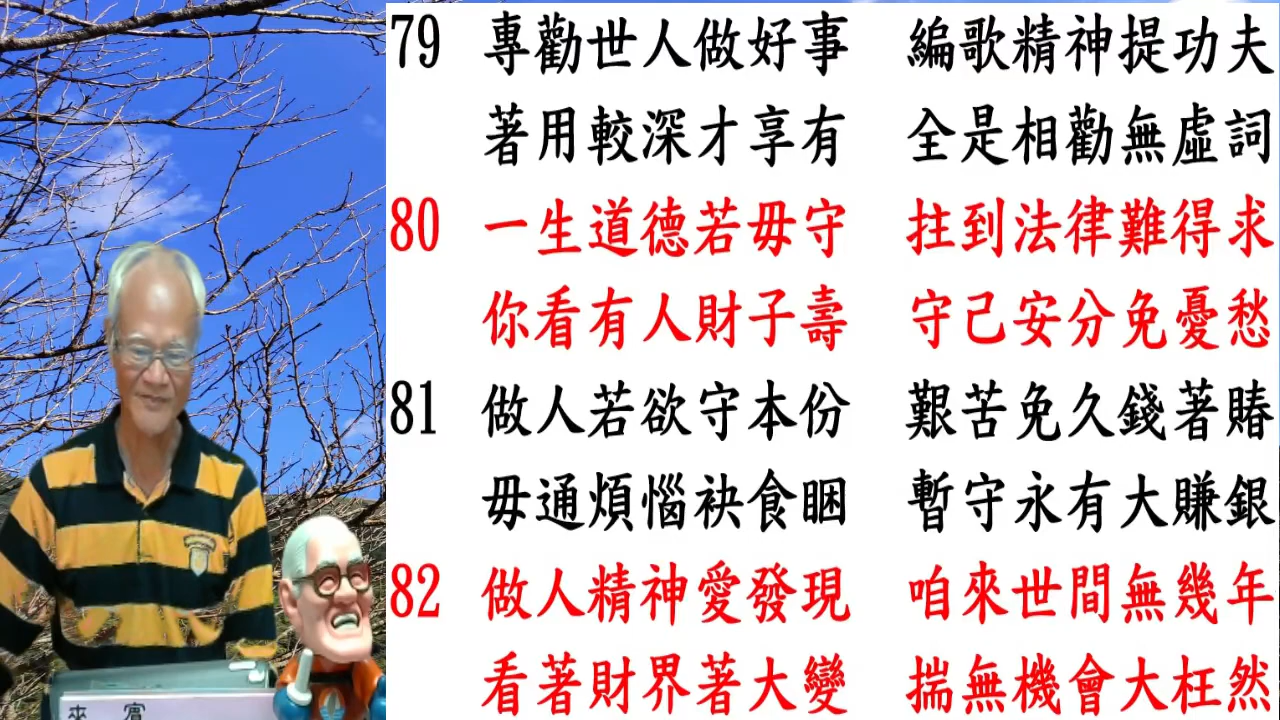 79 專勸世人做好事 編歌精神提功夫
著用較深才享有 全是相勸無虛詞
80 一生道德若毋守 拄到法律難得求
你看有人財子壽 守己安分免憂愁
81 做人若欲守本份 艱苦免久錢著賰
毋通煩惱袂食睏 暫守永有大賺銀
82 做人精神愛發現 咱來世間無幾年
看著財界著大變 揣無機會大枉然
來 賓